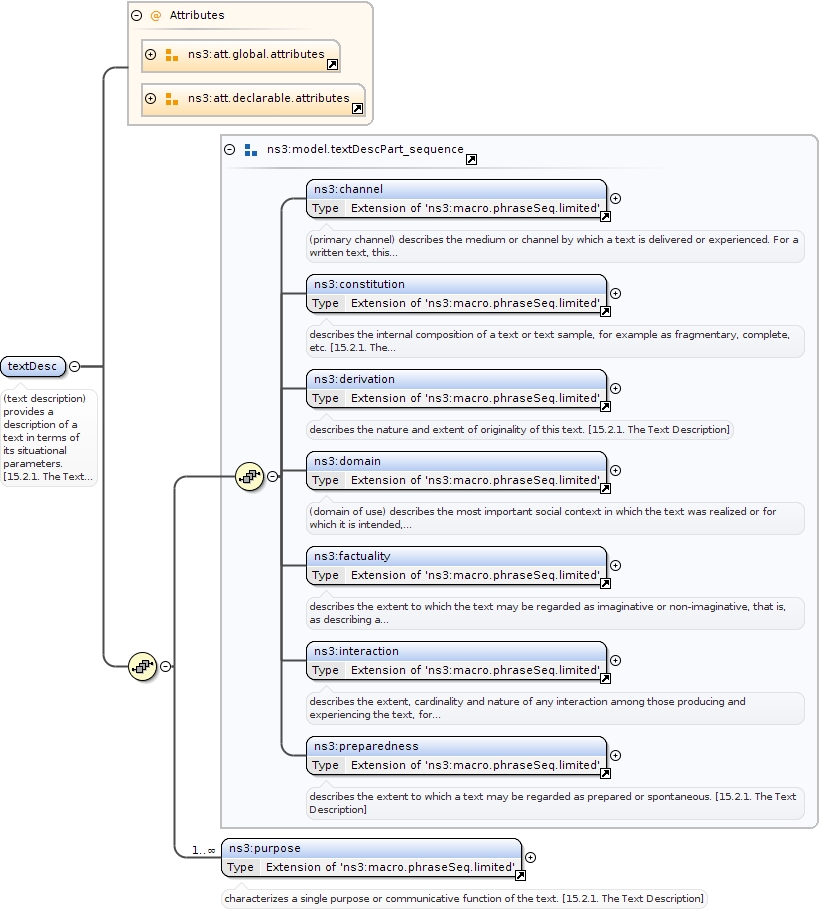 Attributes
ns3:att.global.attributes
ns3:att.declarable.attributes
ns3:model.textDescPart_sequence
ns3:channel
Type Extension of 'ns3:macro.phraseSeq.limited'
(primary channel) describes the medium or channel by which a text is delivered or experienced. For a
written text, this...
ns3:constitution
Type Extension of 'ns3:macro.phraseSeq.limited'
describes the internal composition of a text or text sample, for example as fragmentary, complete,
etc. [15.2.1. The...
ns3:derivation
Type Extension of 'ns3:macro.phraseSeq.limited'
describes the nature and extent of originality of this text. [15.2.1. The Text Description]
textDesc
(text description)
provides a
description of a
text in terms of
its situational
parameters.
[15.2.1. The Text...
ns3:domain
Type Extension of 'ns3:macro.phraseSeq.limited'
(domain of use) describes the most important social context in which the text was realized or for
which it is intended,...
ns3:factuality
Type Extension of 'ns3:macro.phraseSeq.limited'
describes the extent to which the text may be regarded as imaginative or non-imaginative, that is,
as describing a...
ns3:interaction
Type Extension of 'ns3:macro.phraseSeq.limited'
describes the extent, cardinality and nature of any interaction among those producing and
experiencing the text, for...
ns3:preparedness
Type Extension of 'ns3:macro.phraseSeq.limited'
describes the extent to which a text may be regarded as prepared or spontaneous. [15.2.1. The Text
Description]
1..∞
ns3:purpose
Type Extension of 'ns3:macro.phraseSeq.limited'
characterizes a single purpose or communicative function of the text. [15.2.1. The Text Description]